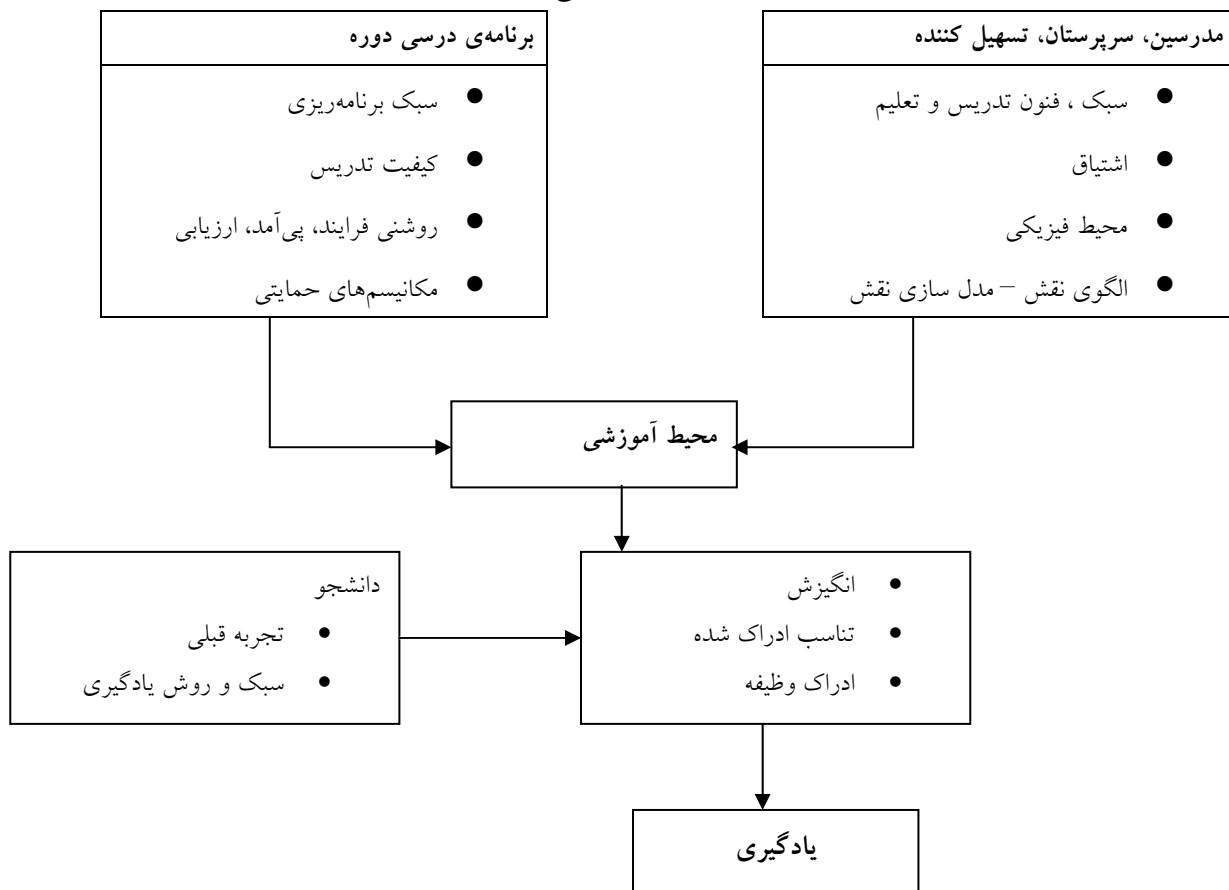 مدرسین، سرپرستان، تسهیل کننده
● سبک ، فنون تدریس و تعلیم
● اشتیاق
● محیط فیزیکی
● الگوی نقش – مدل سازی نقش
برنامه‌ی درسی دوره
● سبک برنامه‌ریزی
● کیفیت تدریس
● روشنی فرایند، پی‌آمد، ارزیابی
● مکانیسم‌های حمایتی
محیط آموزشی
● انگیزش
● تناسب ادراک شده
● ادراک وظیفه
دانشجو
● تجربه قبلی
● سبک و روش یادگیری
یادگیری